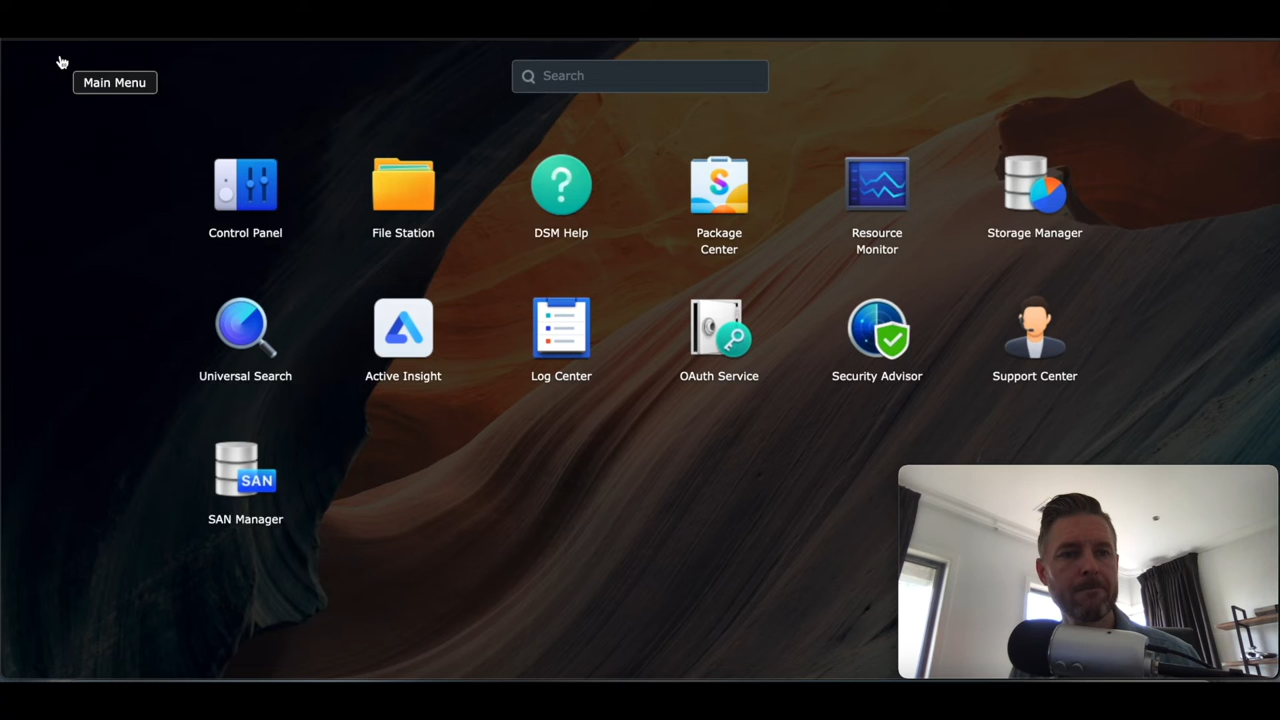 Main Menu
Search
Control Panel
File Station
DSM Help
Package
Center
Resource
Monitor
Storage Manager
Universal Search
Active Insight
Log Center
OAuth Service
Security Advisor
Support Center
SAN
SAN Manager